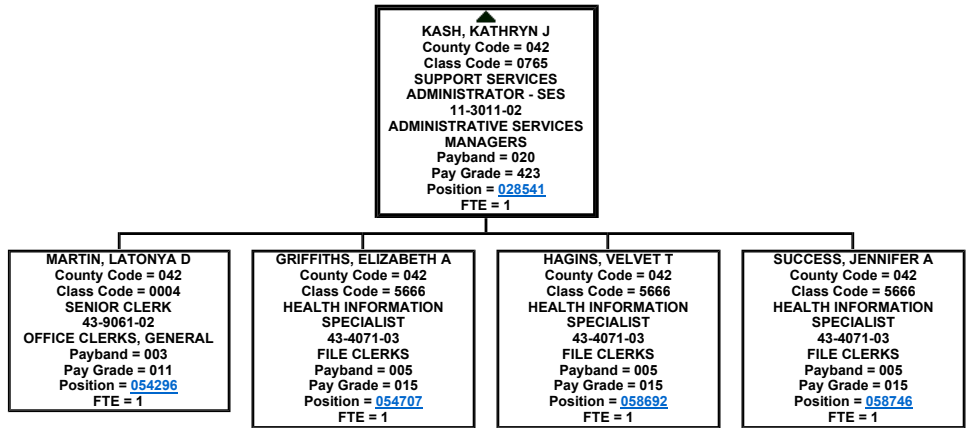 KASH, KATHRYN J
County Code = 042
Class Code = 0765
SUPPORT SERVICES
ADMINISTRATOR - SES
11-3011-02
ADMINISTRATIVE SERVICES
MANAGERS
Payband = 020
Pay Grade = 423
Position = 028541
FTE = 1
MARTIN, LATONYA D
County Code = 042
Class Code = 0004
SENIOR CLERK
43-9061-02
OFFICE CLERKS, GENERAL
Payband = 003
Pay Grade = 011
Position = 054296
FTE = 1
GRIFFITHS, ELIZABETH A
County Code = 042
Class Code = 5666
HEALTH INFORMATION
SPECIALIST
43-4071-03
FILE CLERKS
Payband = 005
Pay Grade = 015
Position = 054707
FTE = 1
HAGINS, VELVET T
County Code = 042
Class Code = 5666
HEALTH INFORMATION
SPECIALIST
43-4071-03
FILE CLERKS
Payband = 005
Pay Grade = 015
Position = 058692
FTE = 1
SUCCESS, JENNIFER A
County Code = 042
Class Code = 5666
HEALTH INFORMATION
SPECIALIST
43-4071-03
FILE CLERKS
Payband = 005
Pay Grade = 015
Position = 058746
FTE = 1